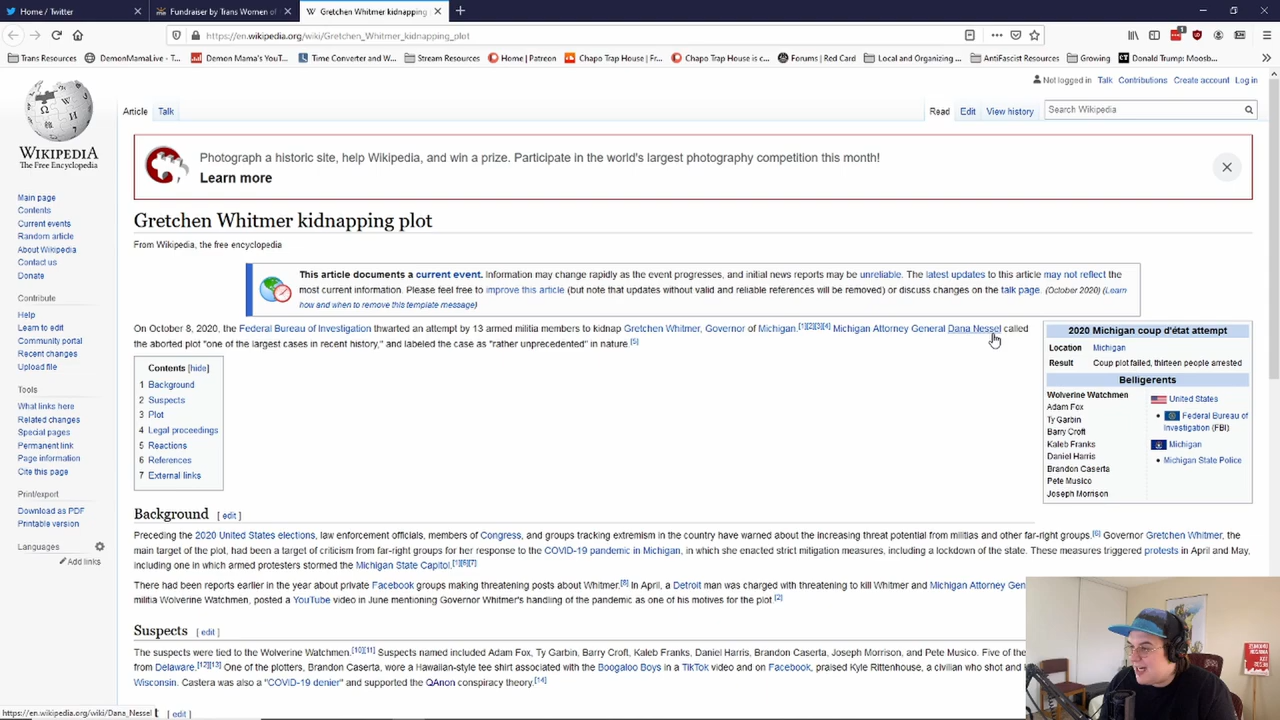 Home / Twitter
Fundraiser by Trans Women of
Gretchen Whitmer kidnapping plot
https://en.wikipedia.org/wiki/Gretchen_Whitmer_kidnapping_plot
Trans Resources
DemonMamaLive - T...
Demon Mama's YouT...
Time Converter and W...
Stream Resources
Home | Patreon
Chapo Trap House | Fr...
Chapo Trap House is c...
Forums | Red Card
Local and Organizing ...
AntiFascist Resources
Growing
Donald Trump: Moosb...
Not logged in Talk Contributions Create account Log in
Article Talk
Read Edit View history
Search Wikipedia
WIKIPEDIA
The Free Encyclopedia
Photograph a historic site, help Wikipedia, and win a prize. Participate in the world's largest photography competition this month!
Learn more
Main page
Contents
Current events
Random article
About Wikipedia
Contact us
Donate
Contribute
Help
Learn to edit
Community portal
Recent changes
Upload file
Tools
What links here
Related changes
Special pages
Permanent link
Page information
Cite this page
Print/export
Download as PDF
Printable version
Languages
Add links
Gretchen Whitmer kidnapping plot
From Wikipedia, the free encyclopedia
This article documents a current event. Information may change rapidly as the event progresses, and initial news reports may be unreliable. The latest updates to this article may not reflect the
most current information. Please feel free to improve this article (but note that updates without valid and reliable references will be removed) or discuss changes on the talk page. (October 2020) (Learn
how and when to remove this template message)
On October 8, 2020, the Federal Bureau of Investigation thwarted an attempt by 13 armed militia members to kidnap Gretchen Whitmer, Governor of Michigan.[1][2][3][4] Michigan Attorney General Dana Nessel called
the aborted plot "one of the largest cases in recent history," and labeled the case as "rather unprecedented" in nature.[5]
Contents [hide]
1 Background
2 Suspects
3 Plot
4 Legal proceedings
5 Reactions
6 References
7 External links
2020 Michigan coup d'état attempt
Location Michigan
Result Coup plot failed, thirteen people arrested
Belligerents
Wolverine Watchmen
Adam Fox
Ty Garbin
Barry Croft
Kaleb Franks
Daniel Harris
Brandon Caserta
Pete Musico
Joseph Morrison
United States
• Federal Bureau of
Investigation (FBI)
Michigan
• Michigan State Police
Background [ edit ]
Preceding the 2020 United States elections, law enforcement officials, members of Congress, and groups tracking extremism in the country have warned about the increasing threat potential from militias and other far-right groups.[6] Governor Gretchen Whitmer, the
main target of the plot, had been a target of criticism from far-right groups for her response to the COVID-19 pandemic in Michigan, in which she enacted strict mitigation measures, including a lockdown of the state. These measures triggered protests in April and May,
including one in which armed protesters stormed the Michigan State Capitol.[1][6][7]
There had been reports earlier in the year about private Facebook groups making threatening posts about Whitmer.[8] In April, a Detroit man was charged with threatening to kill Whitmer and Michigan Attorney Gen
militia Wolverine Watchmen, posted a YouTube video in June mentioning Governor Whitmer's handling of the pandemic as one of his motives for the plot.[2]
Suspects [ edit ]
The suspects were tied to the Wolverine Watchmen.[10][11] Suspects named included Adam Fox, Ty Garbin, Barry Croft, Kaleb Franks, Daniel Harris, Brandon Caserta, Joseph Morrison, and Pete Musico. Five of the
from Delaware.[12][13] One of the plotters, Brandon Caserta, wore a Hawaiian-style tee shirt associated with the Boogaloo Boys in a TikTok video and on Facebook, praised Kyle Rittenhouse, a civilian who shot and
Wisconsin. Castera was also a "COVID-19 denier" and supported the QAnon conspiracy theory.[14]
https://en.wikipedia.org/wiki/Dana_Nessel
t [ edit ]